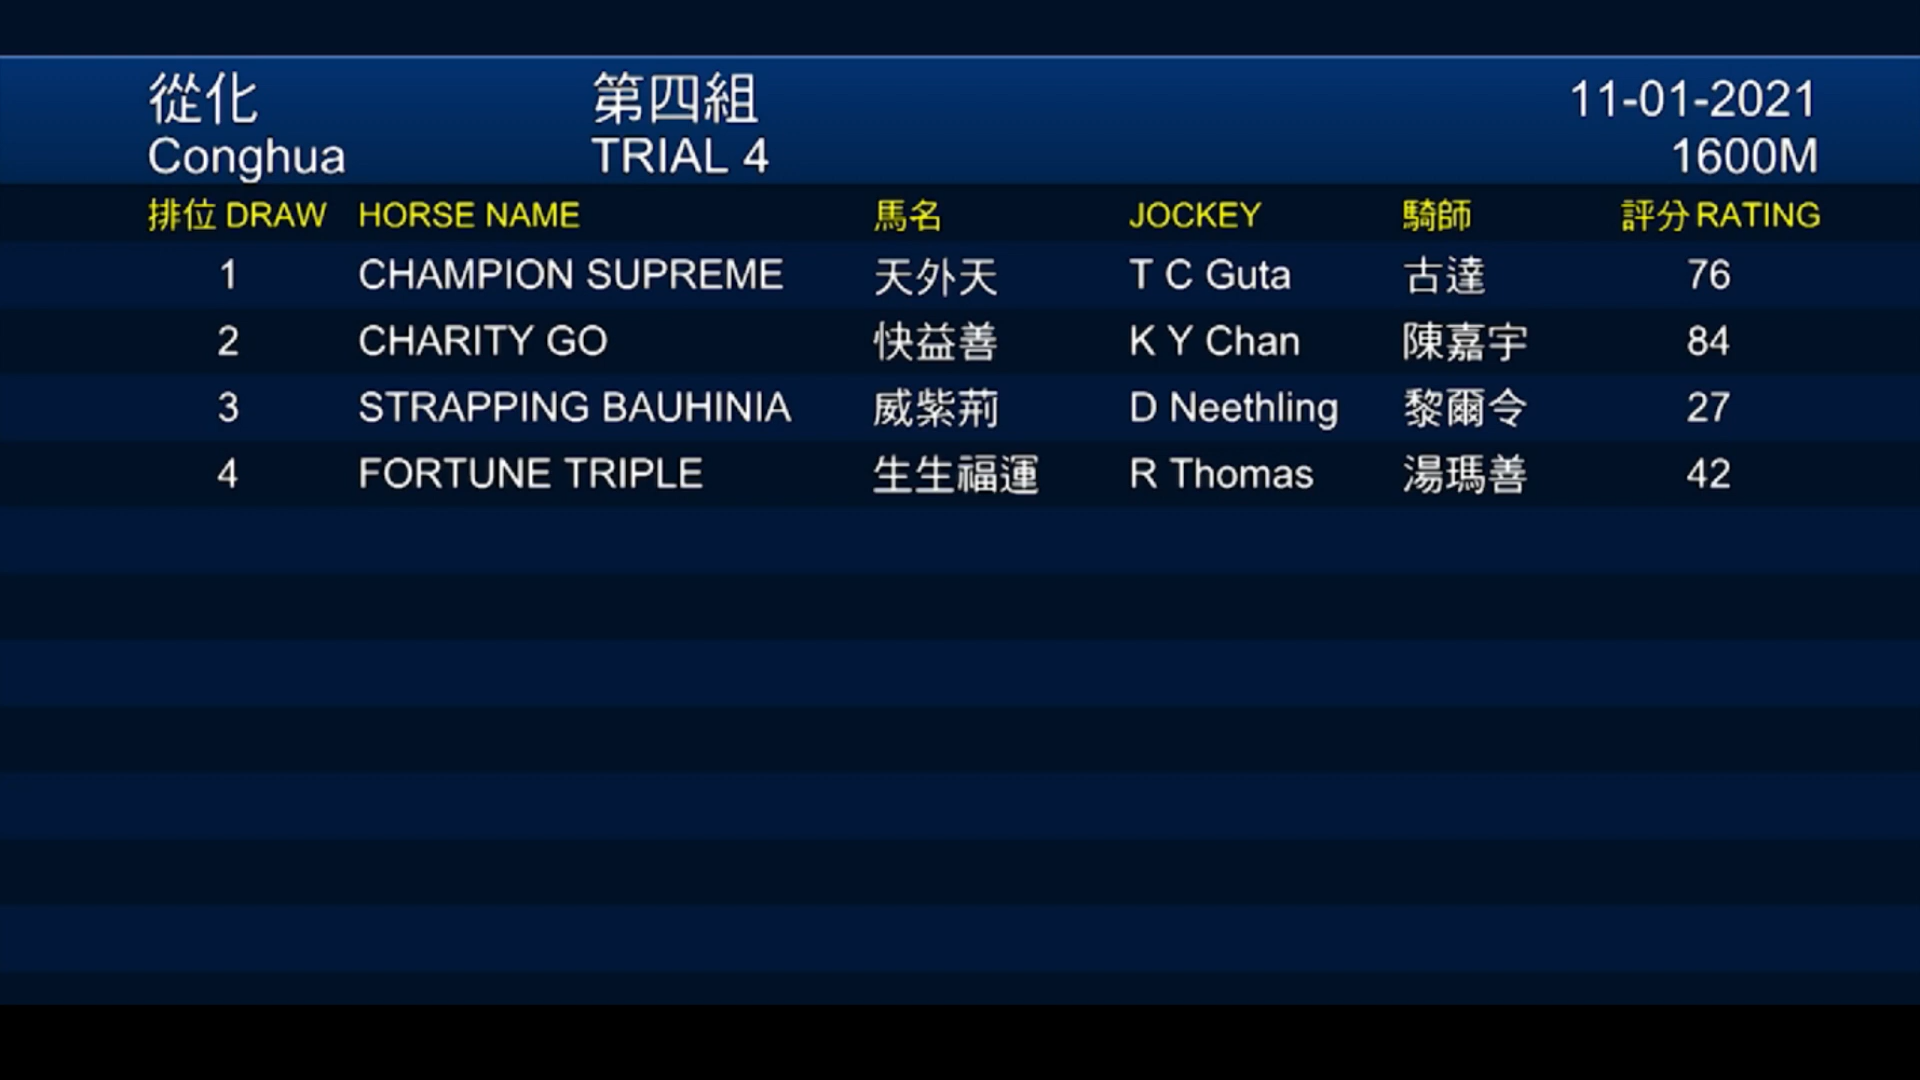 從化 第四組 11-01-2021
Conghua TRIAL 4 1600M
排位 DRAW HORSE NAME 馬名 JOCKEY 騎師 評分 RATING
1 CHAMPION SUPREME 天外天 T C Guta 古達 76
2 CHARITY GO 快益善 K Y Chan 陳嘉宇 84
3 STRAPPING BAUHINIA 威紫荊 D Neethling 黎爾令 27
4 FORTUNE TRIPLE 生生福運 R Thomas 湯瑪善 42